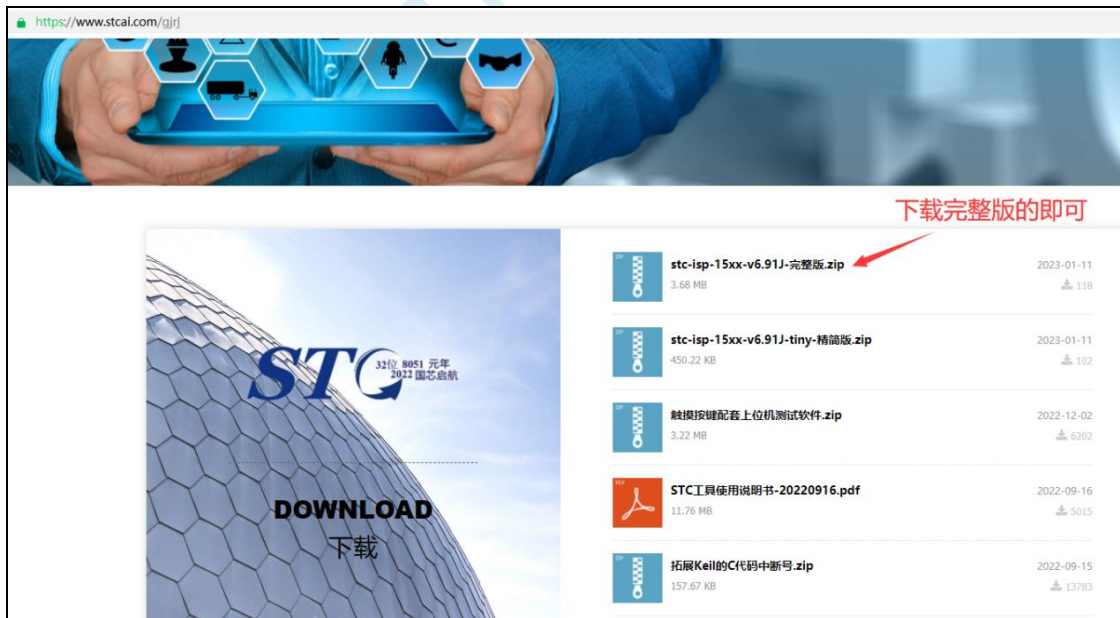 https://www.stcai.com/gjrj
下载完整版的即可
ZIP
stc-isp-15xx-v6.91J-完整版.zip
2023-01-11
3.68 MB
118
ZIP
stc-isp-15xx-v6.91J-tiny-精简版.zip
2023-01-11
450.22 KB
102
STC
32位 8051 元年
2022 国芯启航
ZIP
触摸按键配套上位机测试软件.zip
2022-12-02
3.22 MB
6202
DOWNLOAD
下载
PDF
STC工具使用说明书-20220916.pdf
2022-09-16
11.76 MB
5015
ZIP
拓展Keil的C代码中断号.zip
2022-09-15
157.67 KB
13783